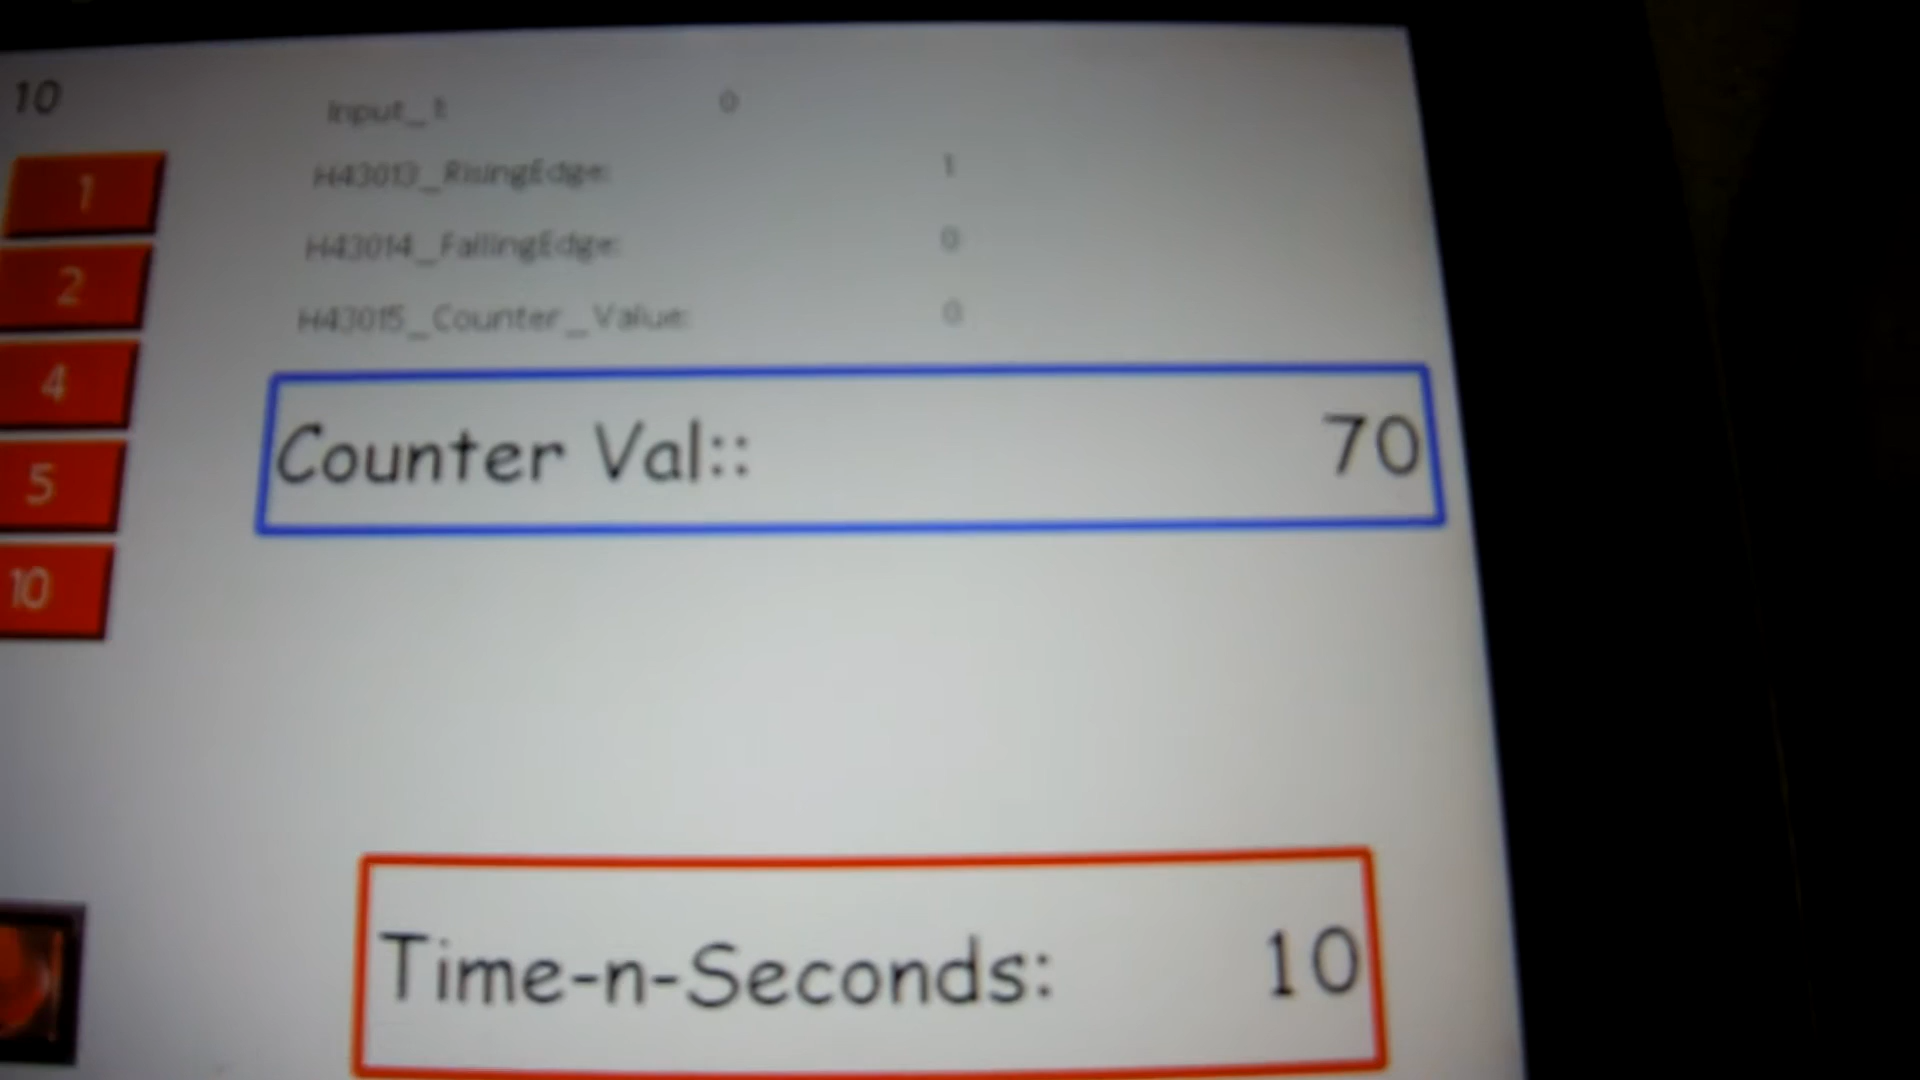 10
1
2
4
5
10
Input_1: 0
H43013_RisingEdge: 1
H43014_FallingEdge: 0
H43015_Counter_Value: 0
Counter Val:: 70
Time-n-Seconds: 10